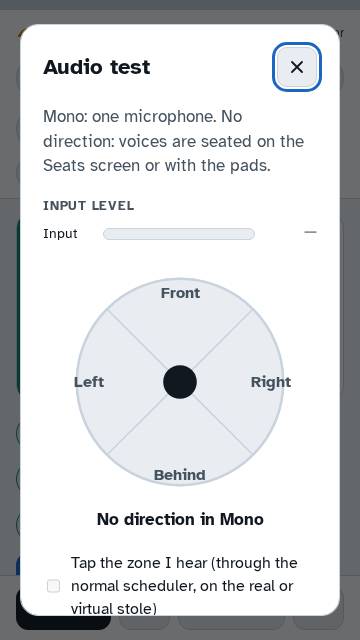 Audio test
Mono: one microphone. No
direction: voices are seated on the
Seats screen or with the pads.
INPUT LEVEL
Input —
Front
Left Right
Behind
No direction in Mono
Tap the zone I hear (through the
normal scheduler, on the real or
virtual stole)